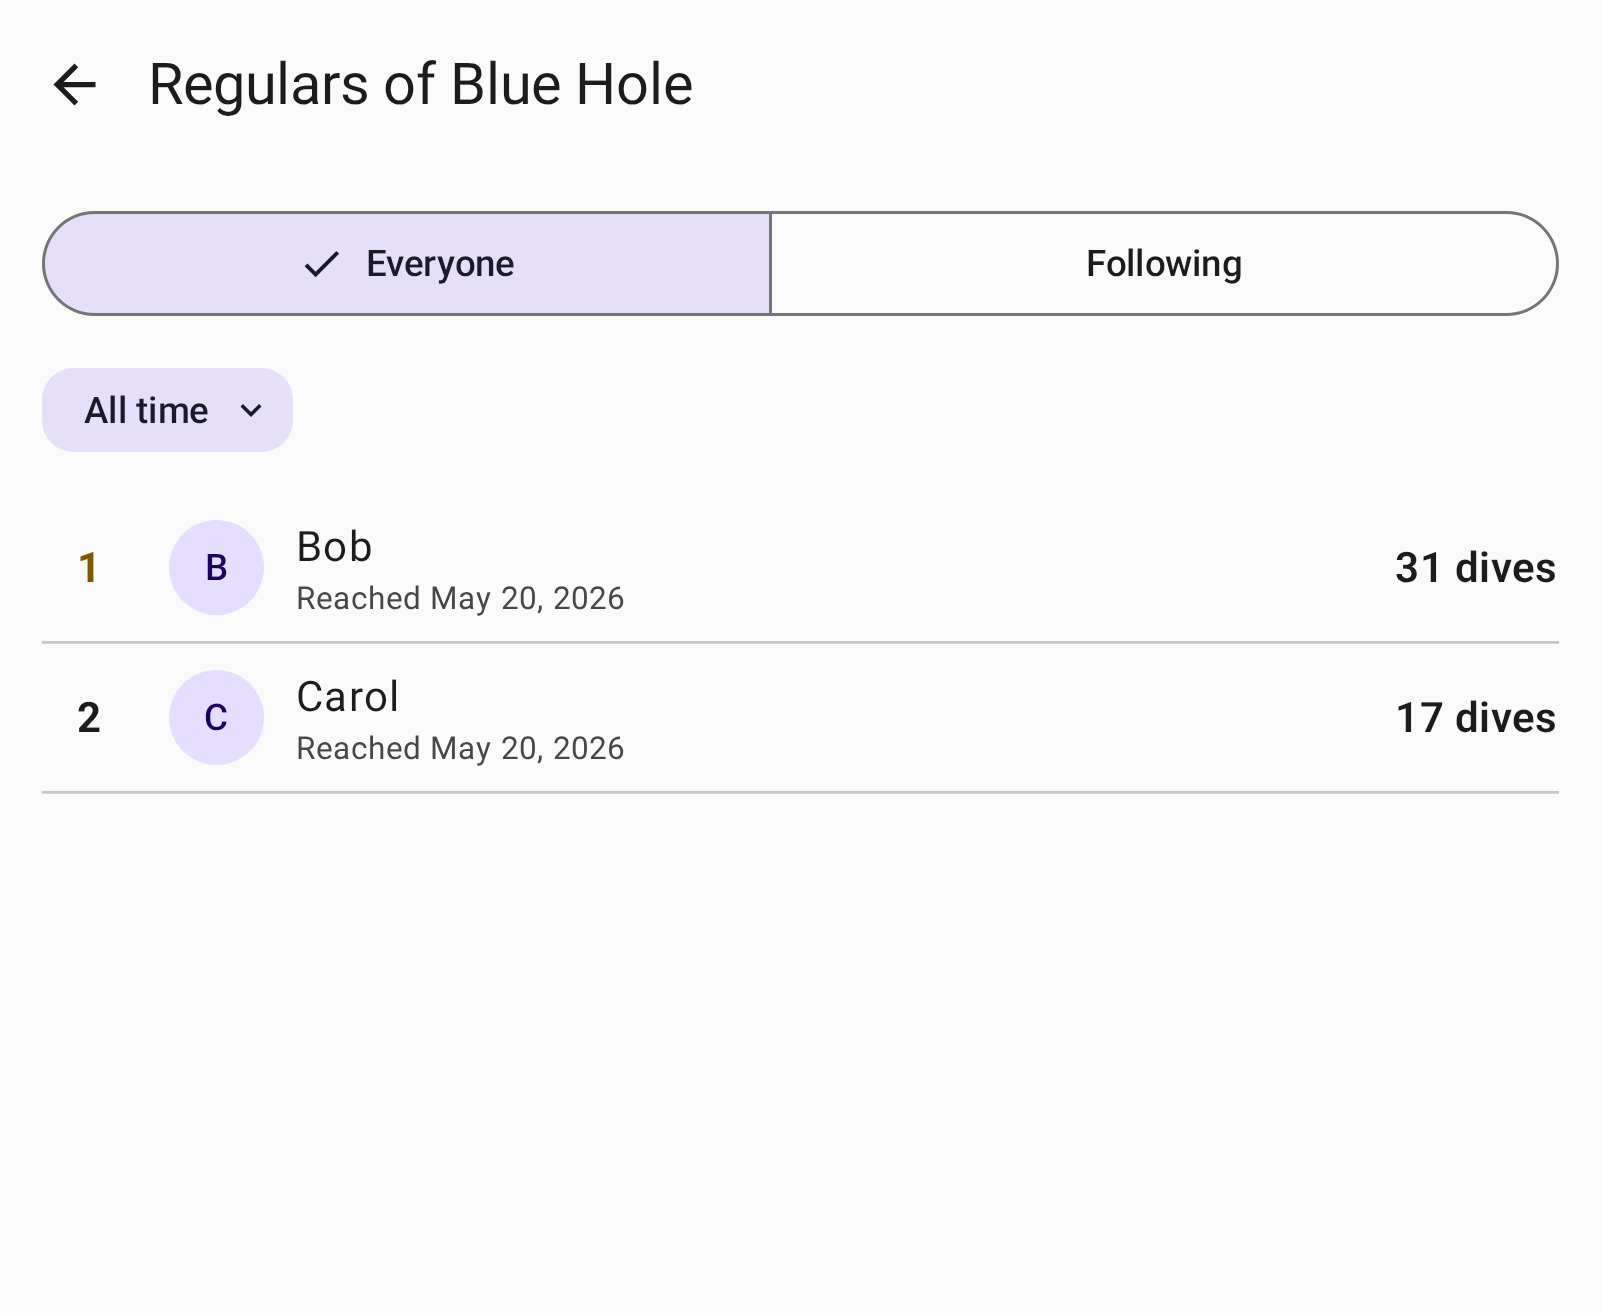 Regulars of Blue Hole
Everyone
Following
All time
1
B
Bob
Reached May 20, 2026
31 dives
2
C
Carol
Reached May 20, 2026
17 dives